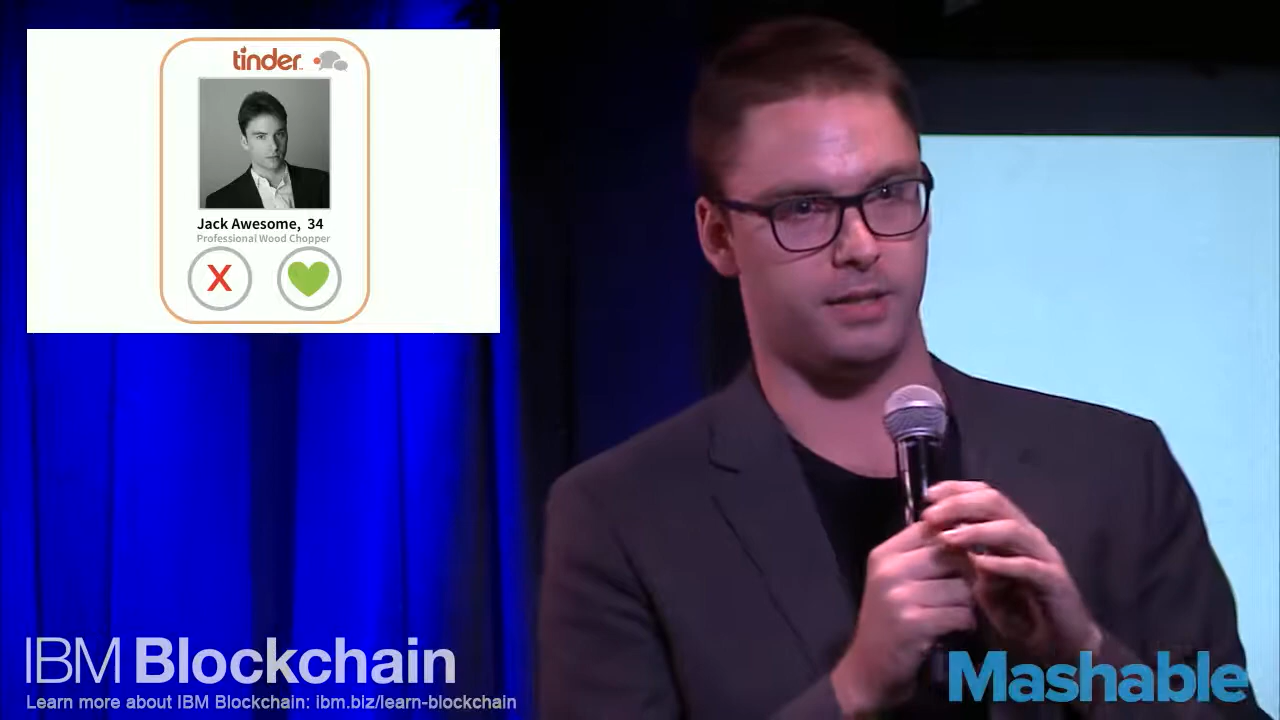 tinder
Jack Awesome, 34
Professional Wood Chopper
X
IBM Blockchain
Learn more about IBM Blockchain: ibm.biz/learn-blockchain
Mashable